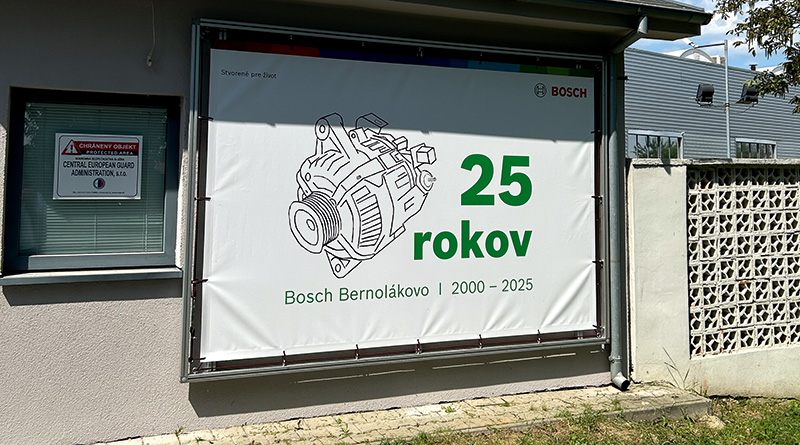 Stvorené pre život
BOSCH
25
rokov
Bosch Bernolákovo | 2000 – 2025
CHRÁNENÝ OBJEKT
PROTECTED AREA
CENTRAL EUROPEAN GUARD
ADMINISTRATION, s.r.o.